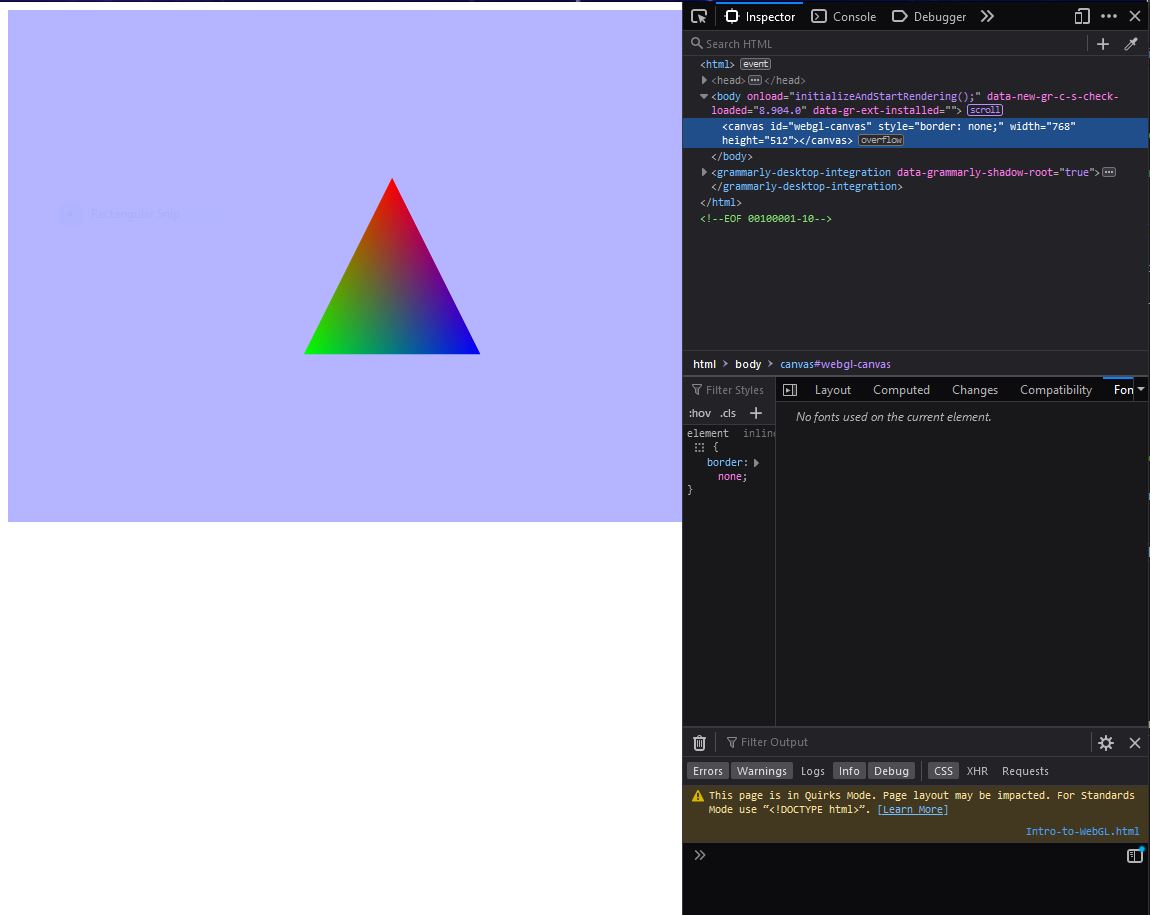 Rectangular Snip
Inspector Console Debugger
Search HTML
<html> event
<head> </head>
<body onload="initializeAndStartRendering();" data-new-gr-c-s-check-
loaded="8.904.0" data-gr-ext-installed=""> scroll
<canvas id="webgl-canvas" style="border: none;" width="768"
height="512"></canvas> overflow
</body>
<grammarly-desktop-integration data-grammarly-shadow-root="true">
</grammarly-desktop-integration>
</html>
<!--EOF 00100001-10-->
html > body > canvas#webgl-canvas
Filter Styles
:hov .cls +
element inline
{
border:
none;
}
Layout Computed Changes Compatibility Fon
No fonts used on the current element.
Filter Output
Errors Warnings Logs Info Debug CSS XHR Requests
This page is in Quirks Mode. Page layout may be impacted. For Standards
Mode use “<!DOCTYPE html>”. [Learn More]
Intro-to-WebGL.html